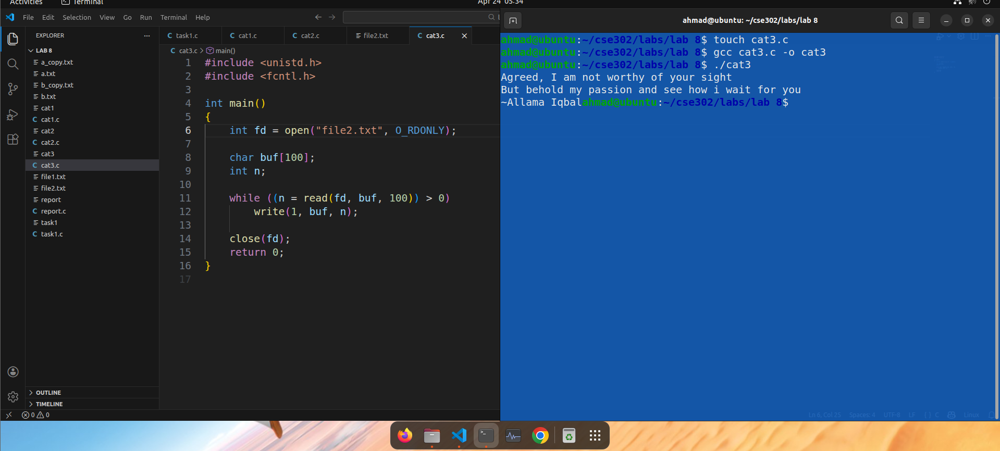 Activities
Terminal
Apr 24 05:34
File Edit Selection View Go Run Terminal Help
EXPLORER
LAB 8
a_copy.txt
a.txt
b_copy.txt
b.txt
cat1
cat1.c
cat2
cat2.c
cat3
cat3.c
file1.txt
file2.txt
report
report.c
task1
task1.c
OUTLINE
TIMELINE
0 0
task1.c cat1.c cat2.c file2.txt cat3.c
cat3.c > main()
1 #include <unistd.h>
2 #include <fcntl.h>
3
4 int main()
5 {
6 int fd = open("file2.txt", O_RDONLY);
7
8 char buf[100];
9 int n;
10
11 while ((n = read(fd, buf, 100)) > 0)
12 write(1, buf, n);
13
14 close(fd);
15 return 0;
16 }
17
ahmad@ubuntu: ~/cse302/labs/lab 8
ahmad@ubuntu:~/cse302/labs/lab 8$ touch cat3.c
ahmad@ubuntu:~/cse302/labs/lab 8$ gcc cat3.c -o cat3
ahmad@ubuntu:~/cse302/labs/lab 8$ ./cat3
Agreed, I am not worthy of your sight
But behold my passion and see how i wait for you
~Allama Iqbalahmad@ubuntu:~/cse302/labs/lab 8$
Ln 6, Col 25 Spaces: 4 UTF-8 LF {} C Linux